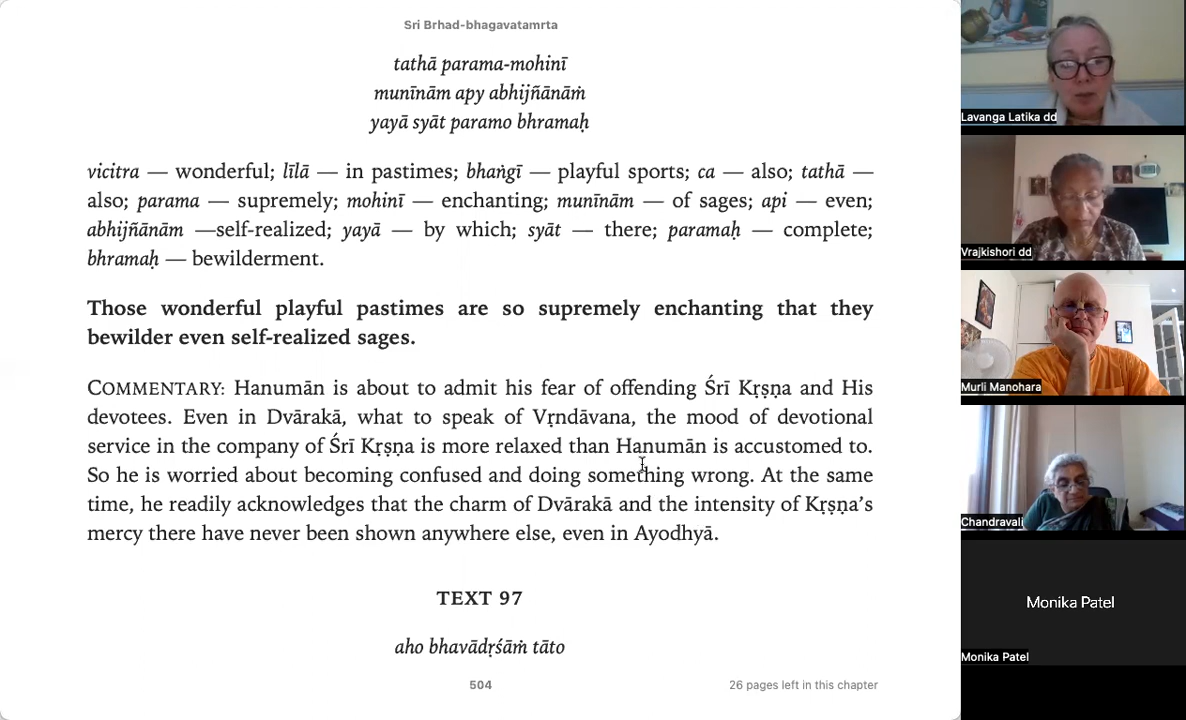 Sri Brhad-bhagavatamrta
tathā parama-mohinī
munīnām apy abhijñānāṁ
yayā syāt paramo bhramaḥ
vicitra — wonderful; līlā — in pastimes; bhaṅgī — playful sports; ca — also; tathā —
also; parama — supremely; mohinī — enchanting; munīnām — of sages; api — even;
abhijñānām —self-realized; yayā — by which; syāt — there; paramaḥ — complete;
bhramaḥ — bewilderment.
Those wonderful playful pastimes are so supremely enchanting that they
bewilder even self-realized sages.
COMMENTARY: Hanumān is about to admit his fear of offending Śrī Kṛṣṇa and His
devotees. Even in Dvārakā, what to speak of Vṛndāvana, the mood of devotional
service in the company of Śrī Kṛṣṇa is more relaxed than Hanumān is accustomed to.
So he is worried about becoming confused and doing something wrong. At the same
time, he readily acknowledges that the charm of Dvārakā and the intensity of Kṛṣṇa’s
mercy there have never been shown anywhere else, even in Ayodhyā.
TEXT 97
aho bhavādṛśāṁ tāto
504
26 pages left in this chapter
Lavanga Latika dd
Vrajkishori dd
Murli Manohara
Chandravali
Monika Patel
Monika Patel